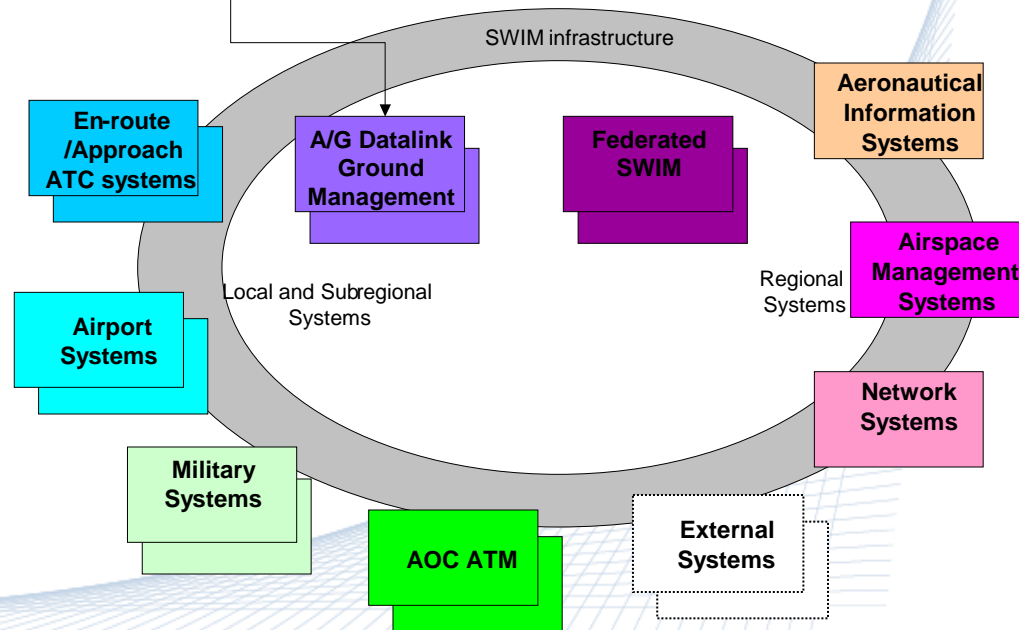 SWIM infrastructure
Aeronautical
Information
Systems
En-route
/Approach
ATC systems
A/G Datalink
Ground
Management
Federated
SWIM
Airspace
Management
Systems
Regional
Systems
Local and Subregional
Systems
Airport
Systems
Network
Systems
Military
Systems
AOC ATM
External
Systems